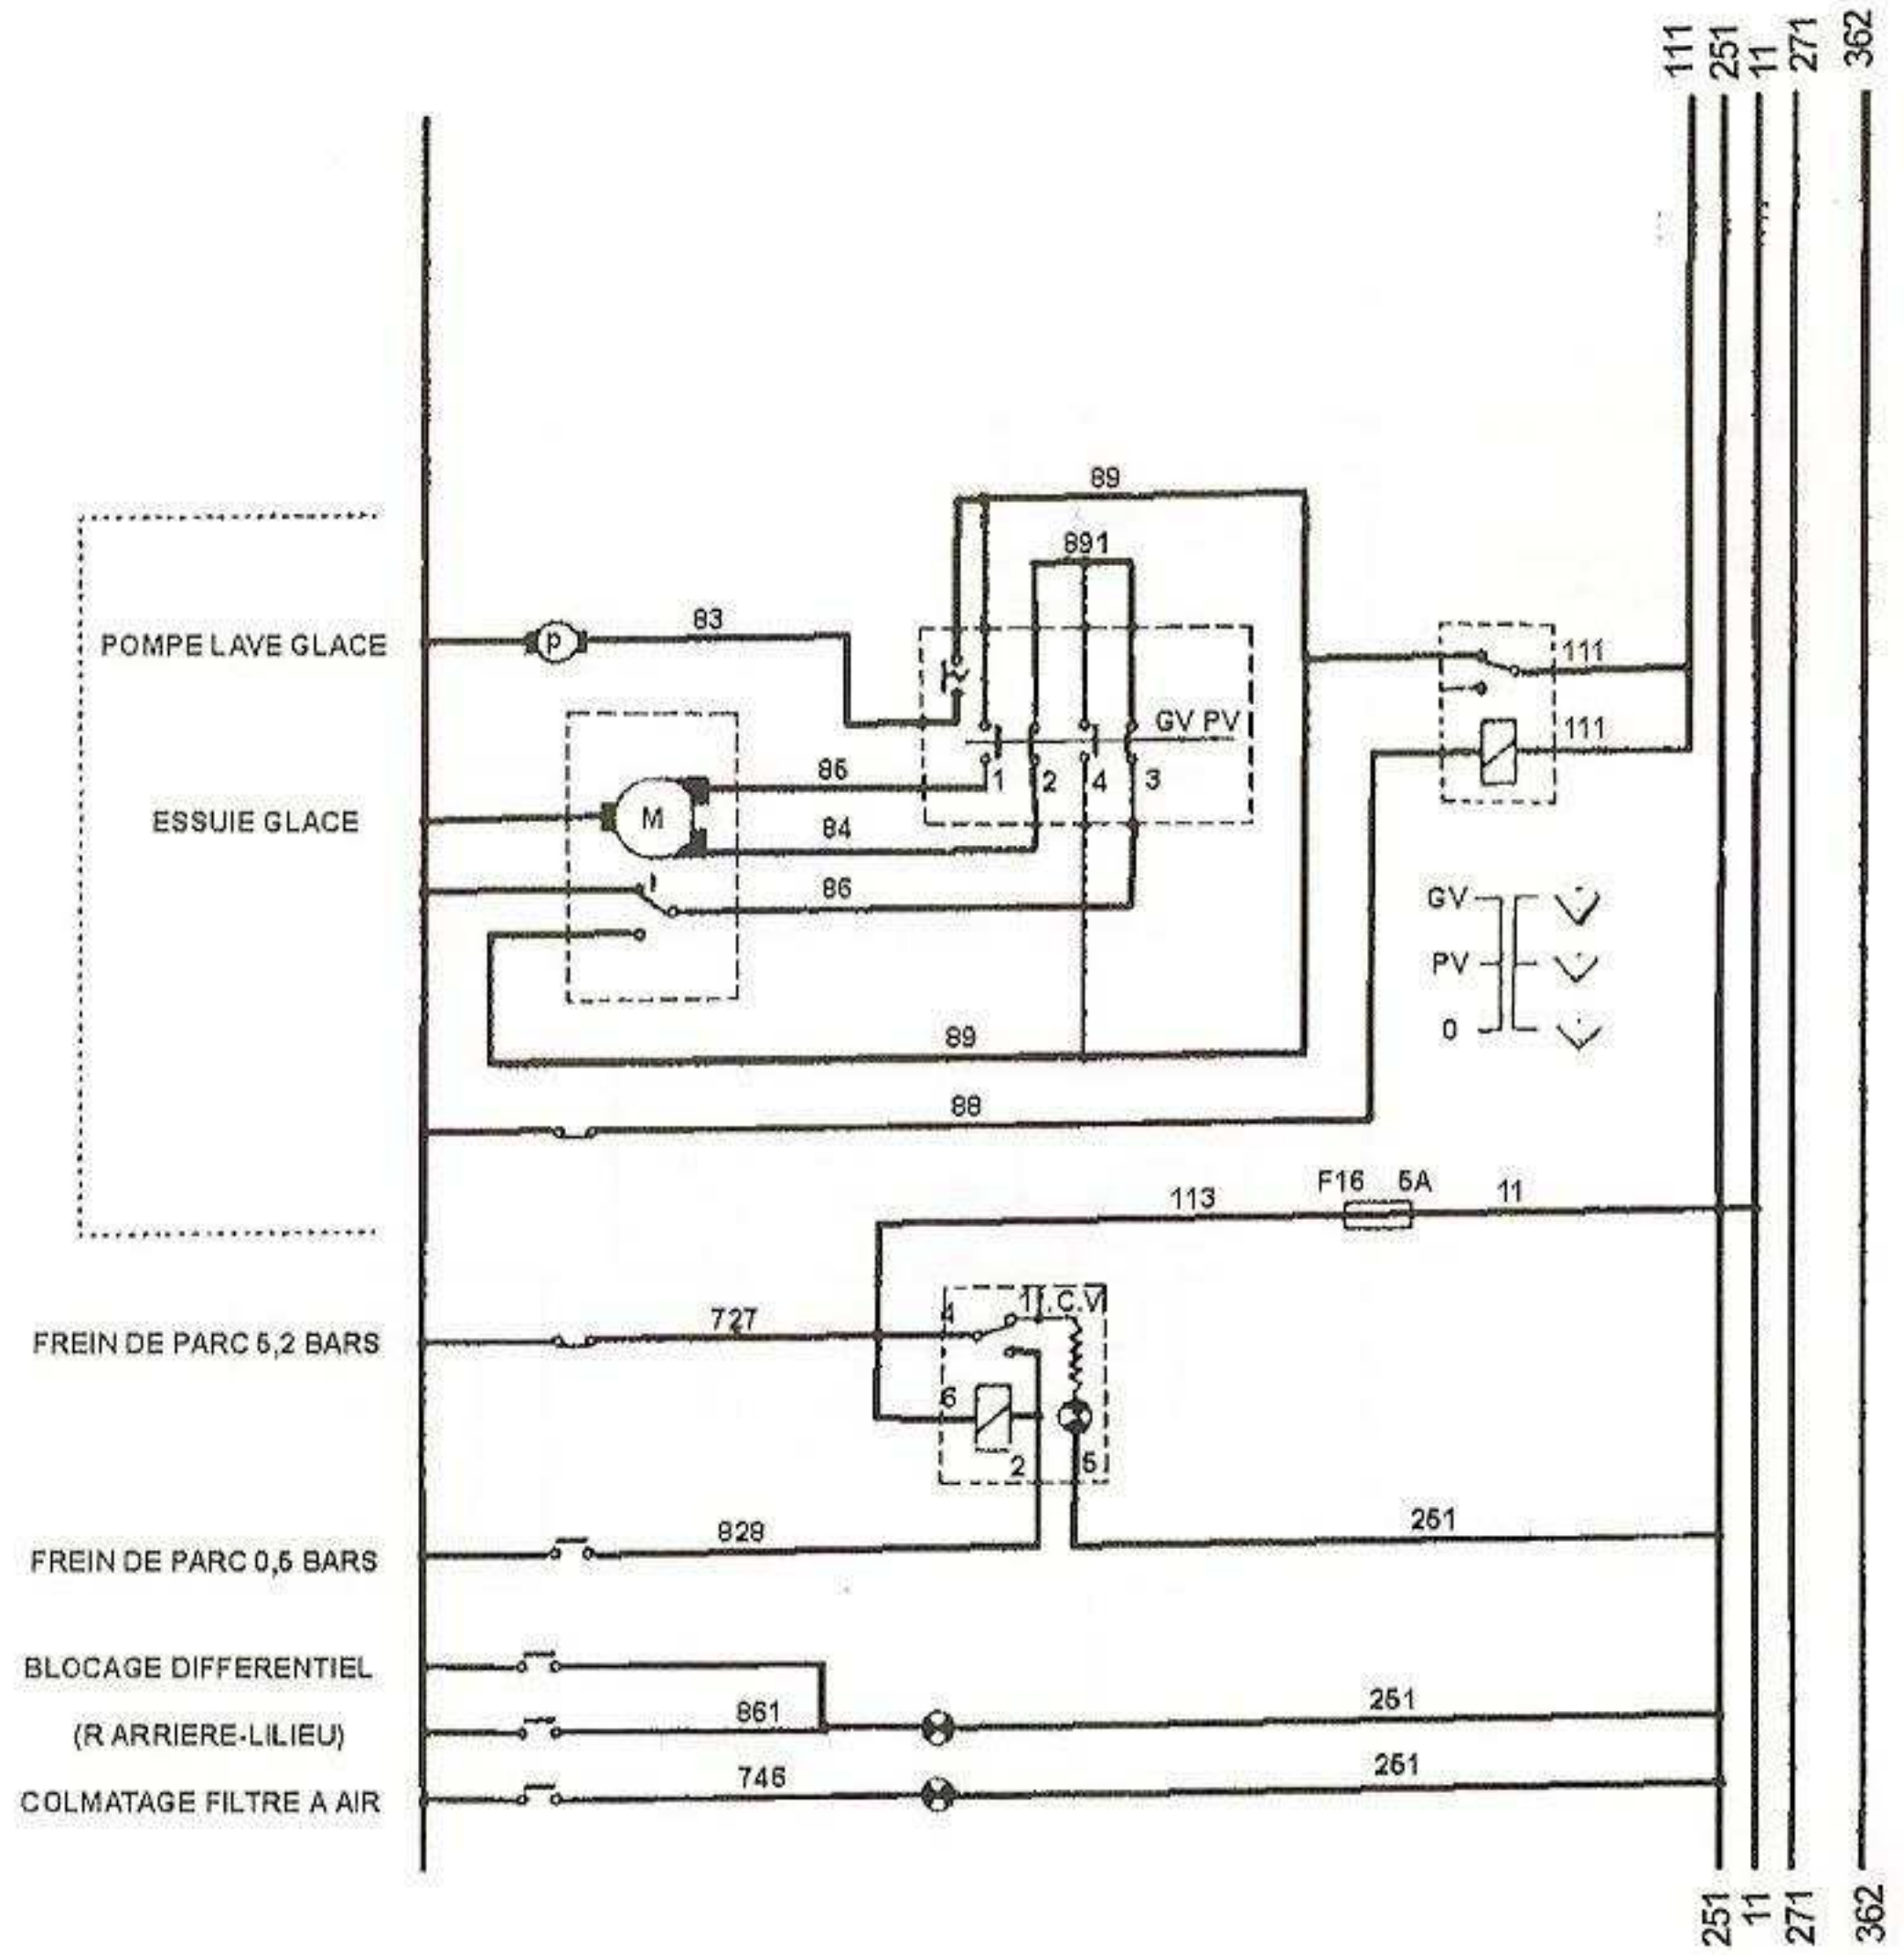 111
251
11
271
362
89
891
POMPE LAVE GLACE
P
83
111
GV PV
111
85
1
2
4
3
ESSUIE GLACE
M
84
86
GV
PV
0
89
88
F16 5A
113
11
FREIN DE PARC 5,2 BARS
727
4
1
T.C.V
6
2
5
FREIN DE PARC 0,5 BARS
829
251
BLOCAGE DIFFERENTIEL
(R ARRIERE-LILIEU)
861
251
COLMATAGE FILTRE A AIR
746
251
251
11
271
362